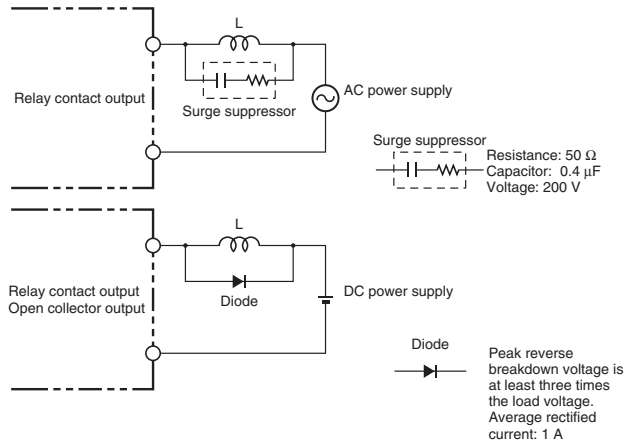 L
Relay contact output
Surge suppressor
AC power supply
Surge suppressor
Resistance: 50 Ω
Capacitor: 0.4 μF
Voltage: 200 V
L
Relay contact output
Open collector output
Diode
DC power supply
Diode
Peak reverse
breakdown voltage is
at least three times
the load voltage.
Average rectified
current: 1 A